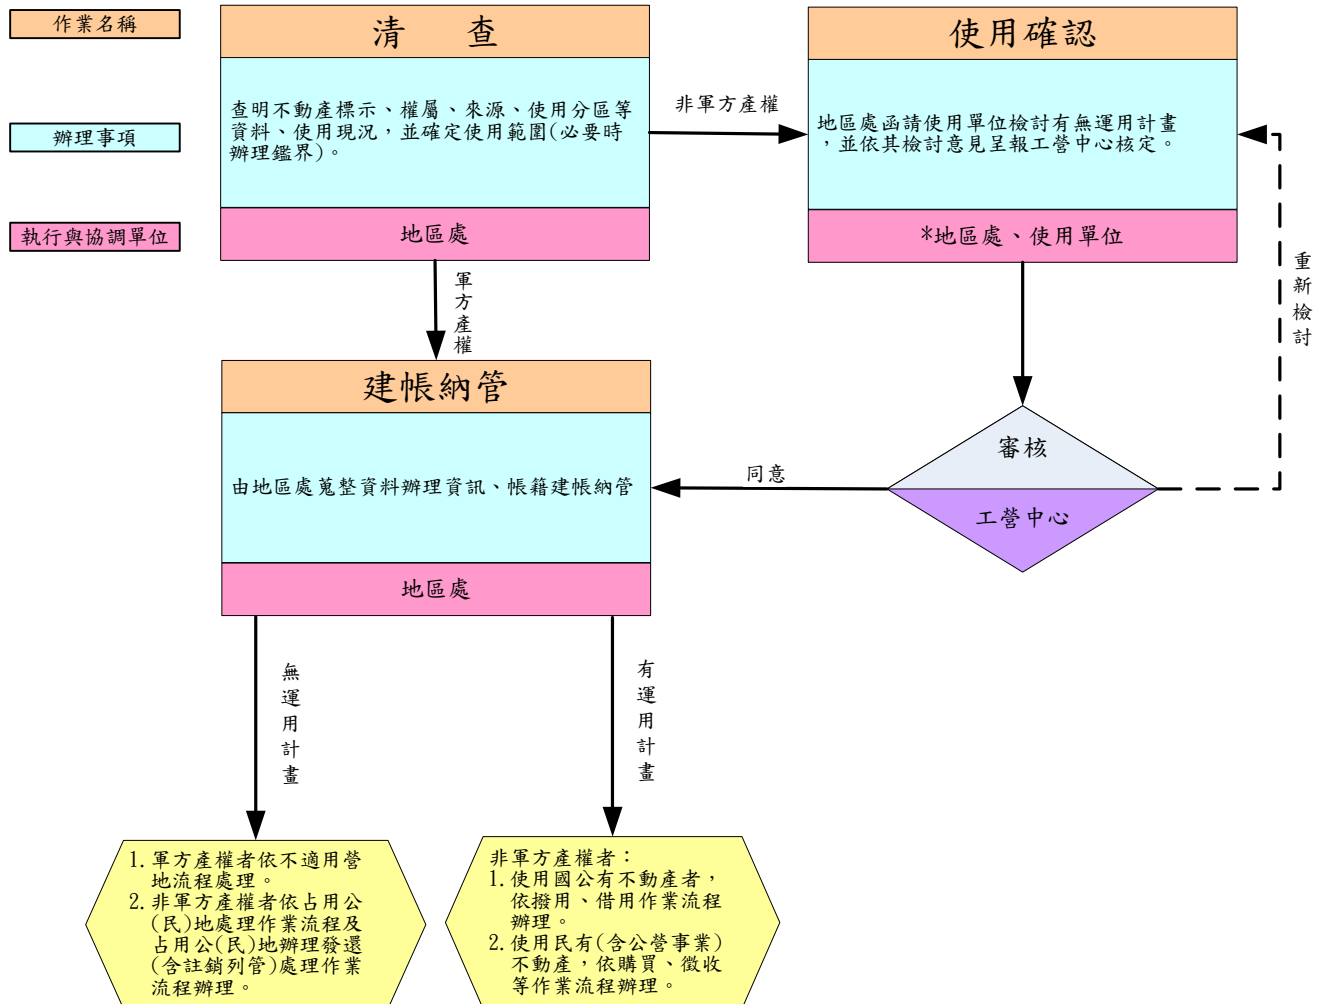 作業名稱
辦理事項
執行與協調單位
清　查
查明不動產標示、權屬、來源、使用分區等
資料、使用現況，並確定使用範圍(必要時
辦理鑑界)。
地區處
非軍方產權
使用確認
地區處函請使用單位檢討有無運用計畫
，並依其檢討意見呈報工營中心核定。
*地區處、使用單位
重新檢討
軍方產權
審核
工營中心
同意
建帳納管
由地區處蒐整資料辦理資訊、帳籍建帳納管
地區處
無運用計畫
有運用計畫
1. 軍方產權者依不適用營
地流程處理。
2. 非軍方產權者依占用公
(民)地處理作業流程及
占用公(民)地辦理發還
(含註銷列管)處理作業
流程辦理。
非軍方產權者：
1. 使用國公有不動產者，
依撥用、借用作業流程
辦理。
2. 使用民有(含公營事業)
不動產，依購買、徵收
等作業流程辦理。